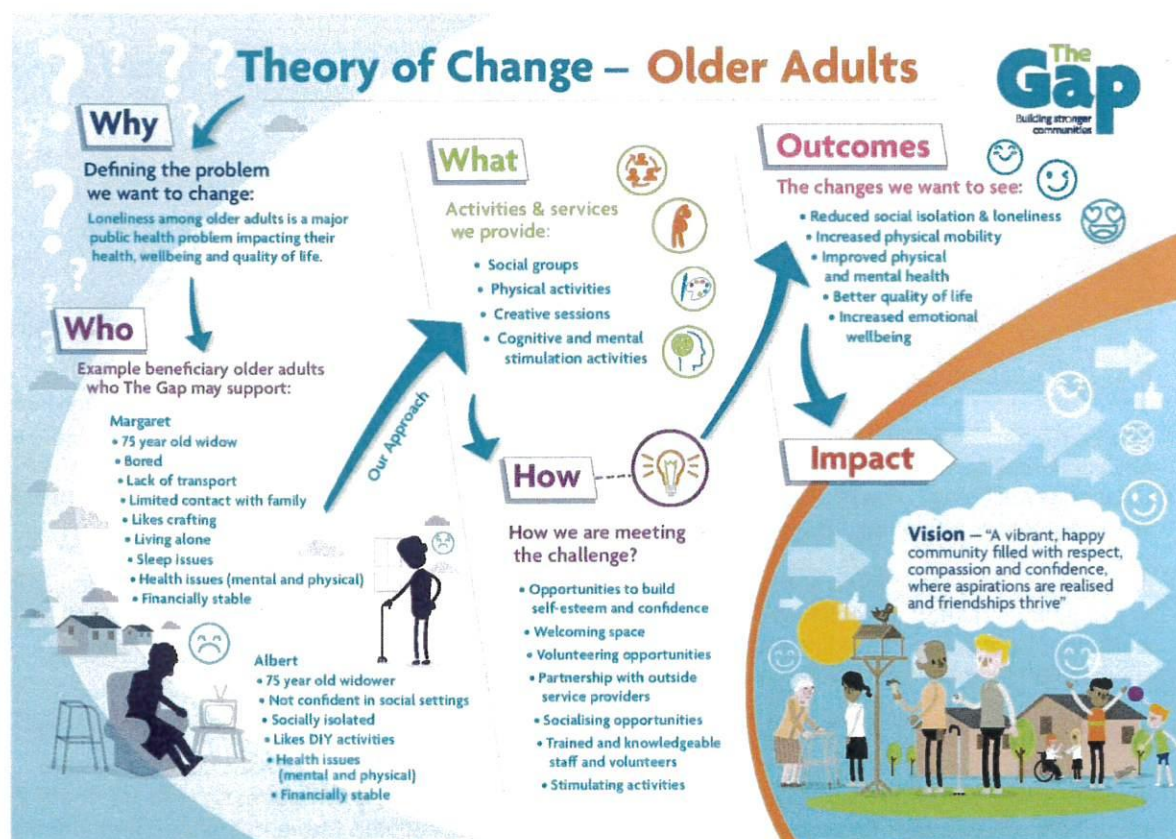 Theory of Change – Older Adults
The
Gap
Building stronger
communities
Why
Defining the problem
we want to change:
Loneliness among older adults is a major
public health problem impacting their
health, wellbeing and quality of life.
Who
Example beneficiary older adults
who The Gap may support:
Margaret
• 75 year old widow
• Bored
• Lack of transport
• Limited contact with family
• Likes crafting
• Living alone
• Sleep issues
• Health issues (mental and physical)
• Financially stable
Albert
• 75 year old widower
• Not confident in social settings
• Socially isolated
• Likes DIY activities
• Health issues
(mental and physical)
• Financially stable
Our Approach
What
Activities & services
we provide:
• Social groups
• Physical activities
• Creative sessions
• Cognitive and mental
stimulation activities
How
How we are meeting
the challenge?
• Opportunities to build
self-esteem and confidence
• Welcoming space
• Volunteering opportunities
• Partnership with outside
service providers
• Socialising opportunities
• Trained and knowledgeable
staff and volunteers
• Stimulating activities
Outcomes
The changes we want to see:
• Reduced social isolation & loneliness
• Increased physical mobility
• Improved physical
and mental health
• Better quality of life
• Increased emotional
wellbeing
Impact
Vision – "A vibrant, happy
community filled with respect,
compassion and confidence,
where aspirations are realised
and friendships thrive"